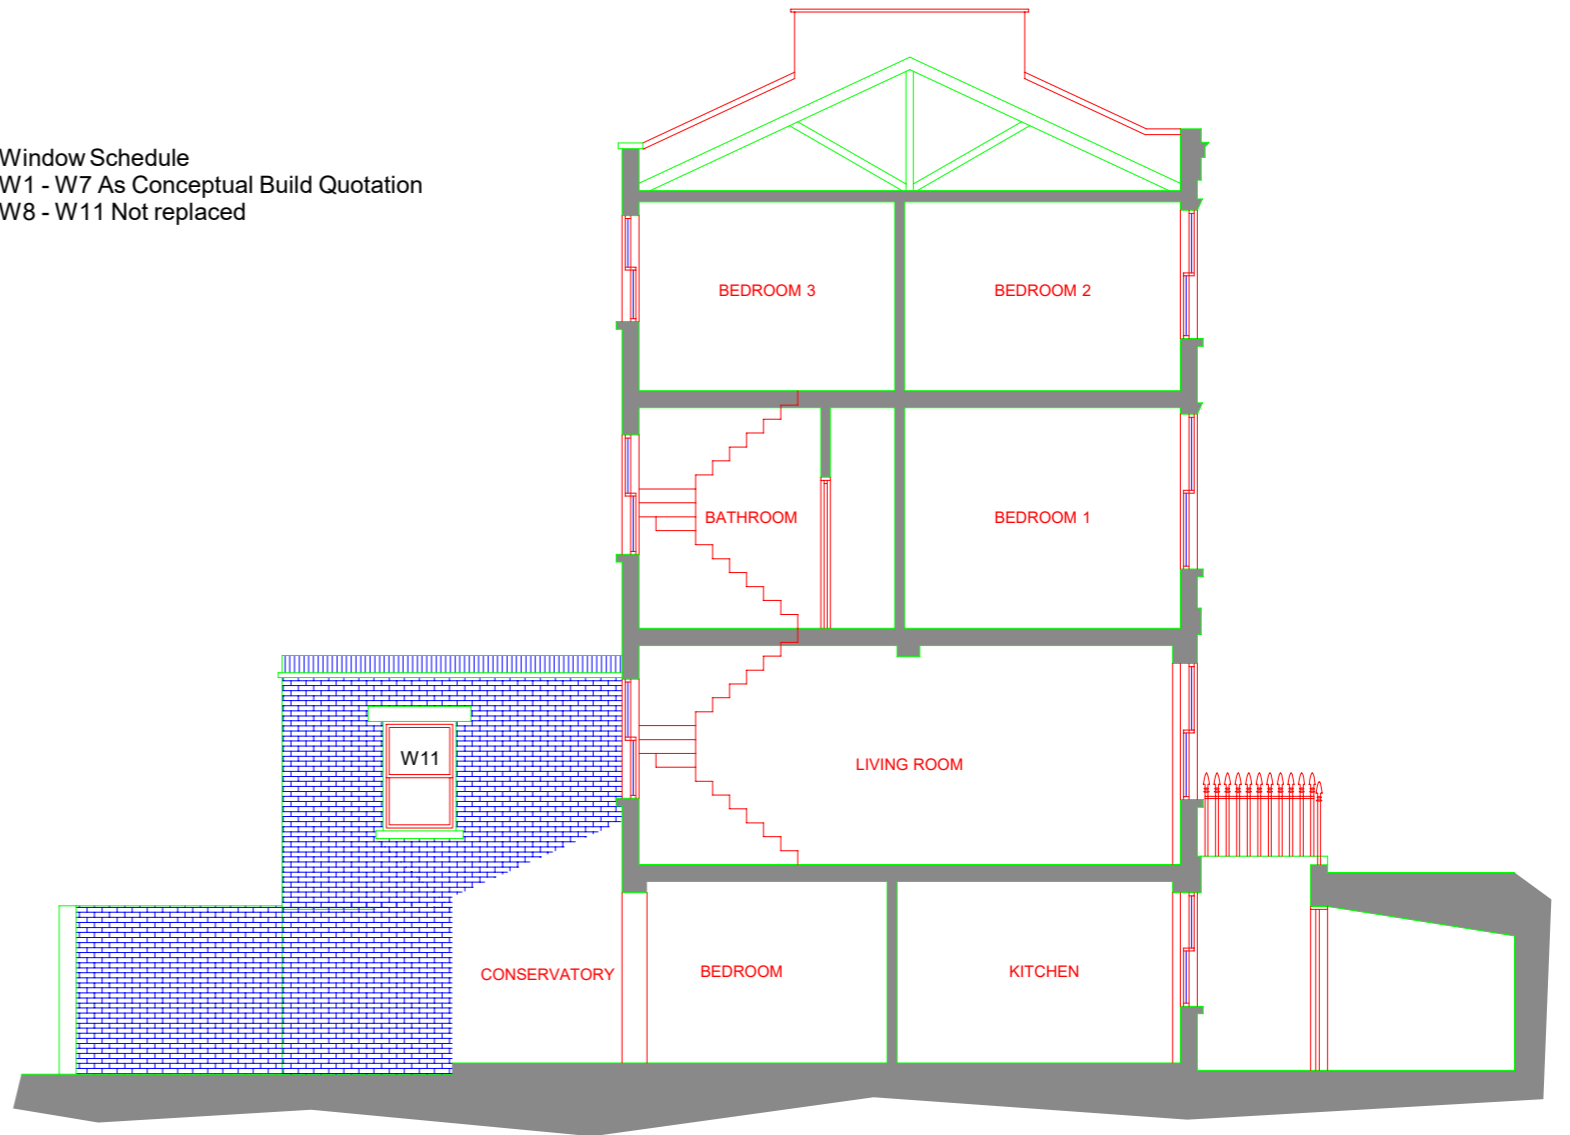 Window Schedule
W1 - W7 As Conceptual Build Quotation
W8 - W11 Not replaced
BEDROOM 3
BEDROOM 2
BATHROOM
BEDROOM 1
W11
LIVING ROOM
CONSERVATORY
BEDROOM
KITCHEN